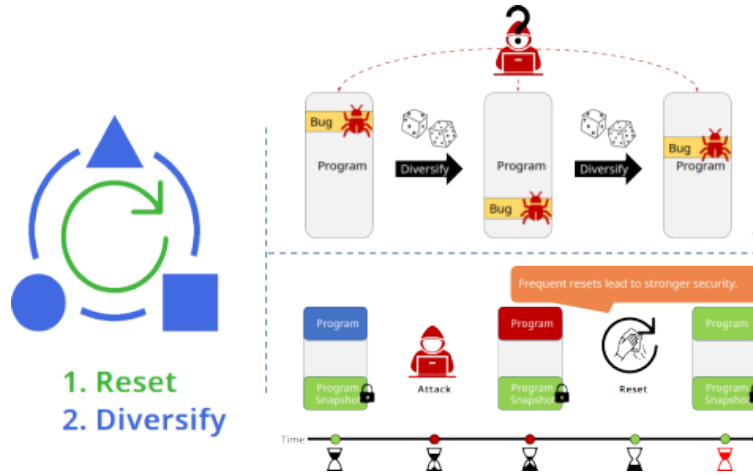 ?
Bug
Program
Diversify
Program
Bug
Diversify
Bug
Program
Frequent resets lead to stronger security.
Program
Program
Program
Program
Snapshot
Attack
Program
Snapshot
Reset
Program
Snapshot
1. Reset
2. Diversify
Time